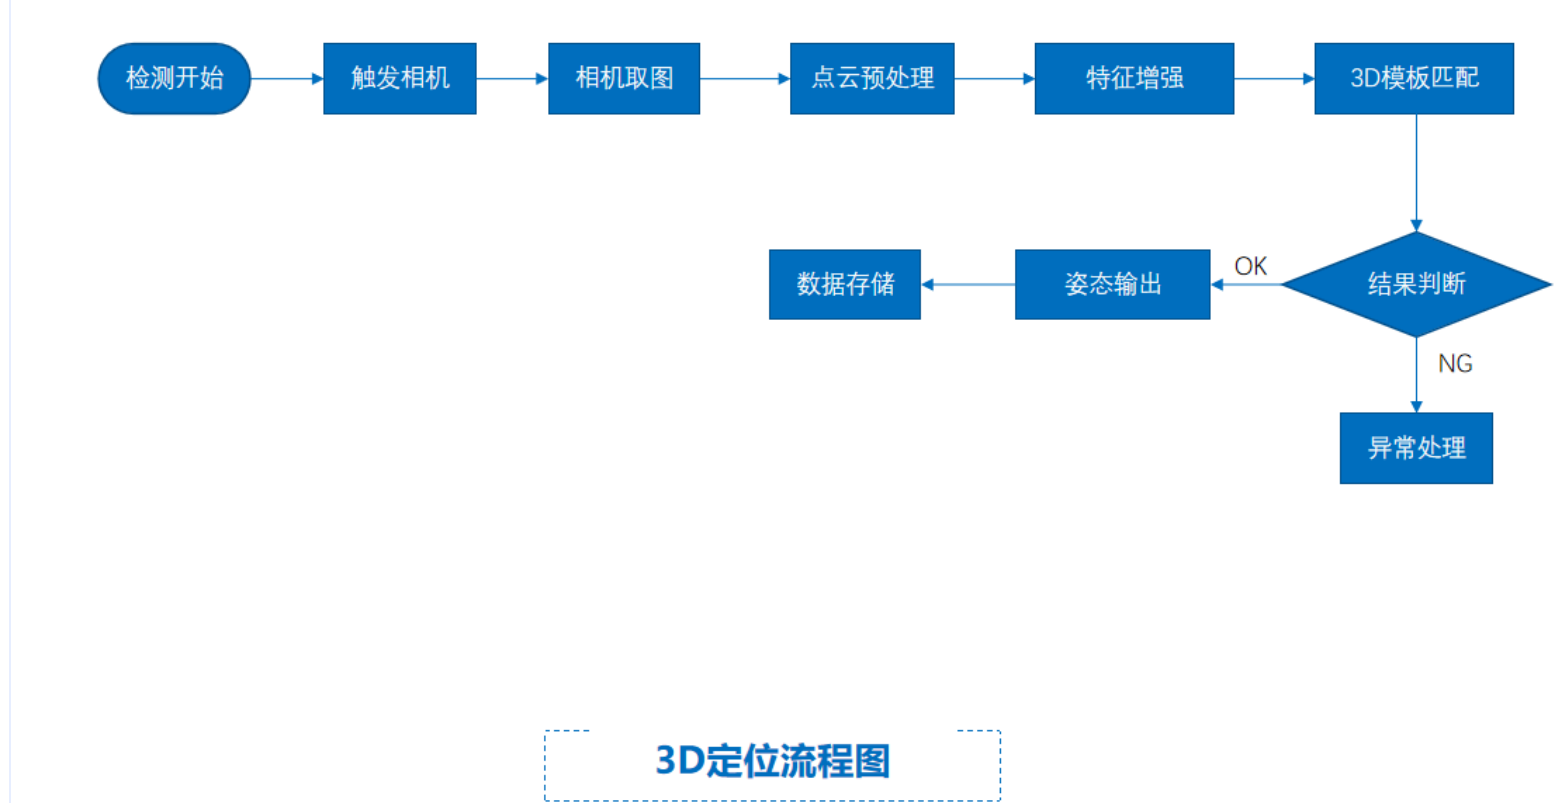 检测开始
触发相机
相机取图
点云预处理
特征增强
3D模板匹配
结果判断
OK
姿态输出
数据存储
NG
异常处理
3D定位流程图